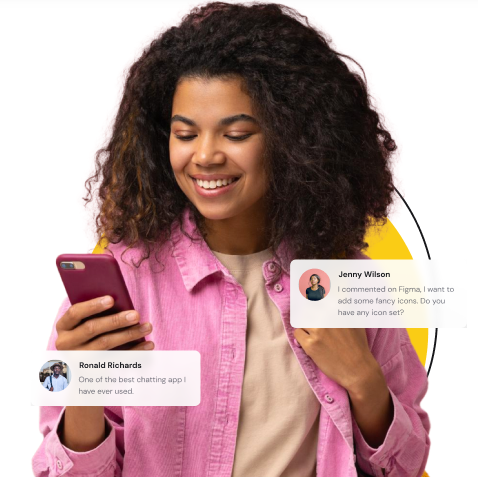 Jenny Wilson
I commented on Figma, I want to
add some fancy icons. Do you
have any icon set?
Ronald Richards
One of the best chatting app I
have ever used.